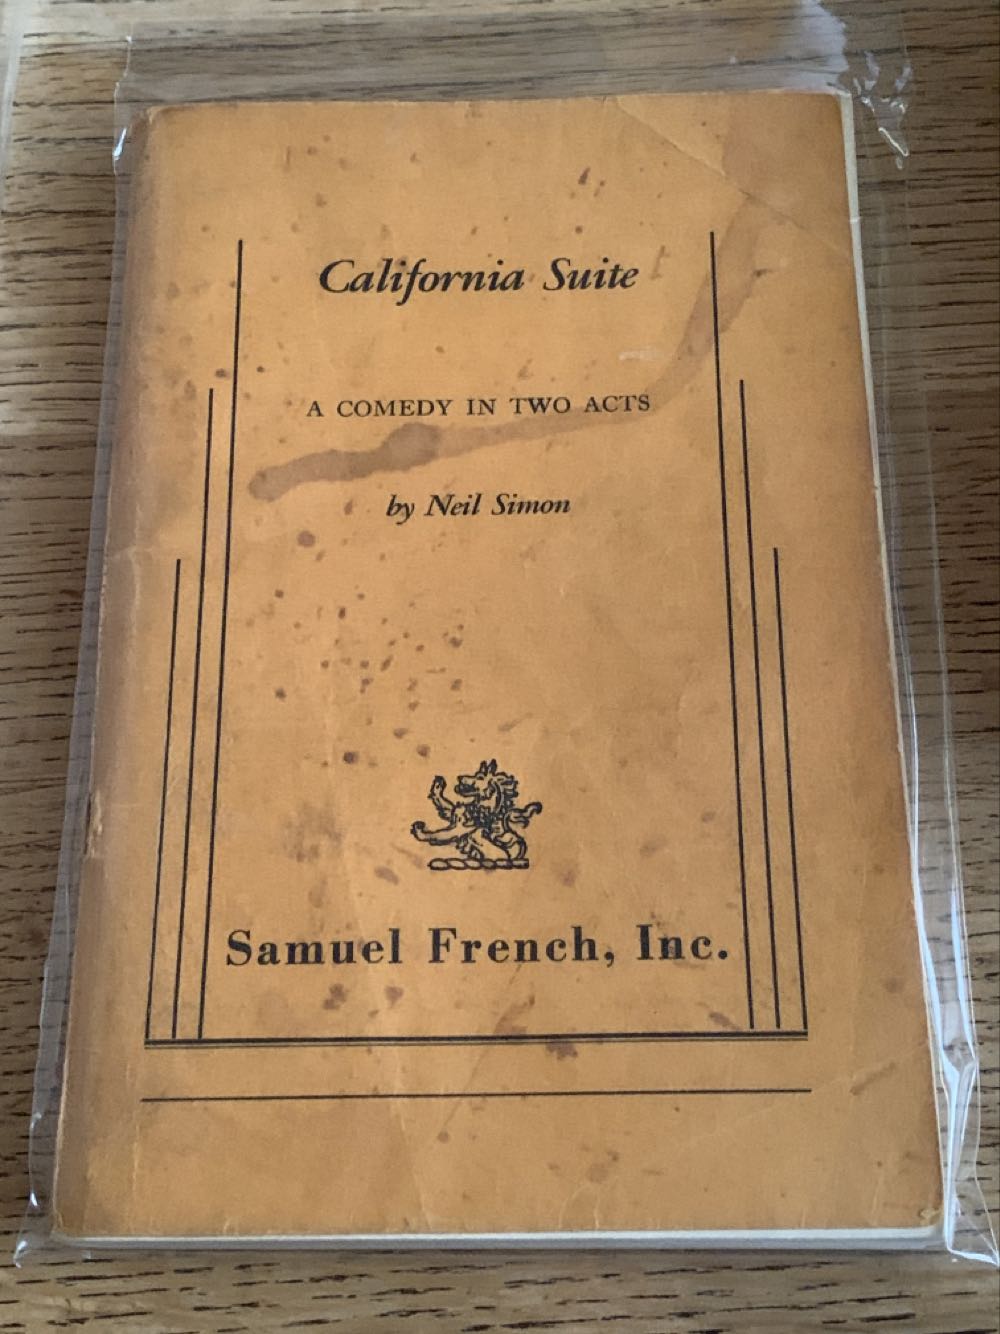 California Suite
A COMEDY IN TWO ACTS
by Neil Simon
Samuel French, Inc.